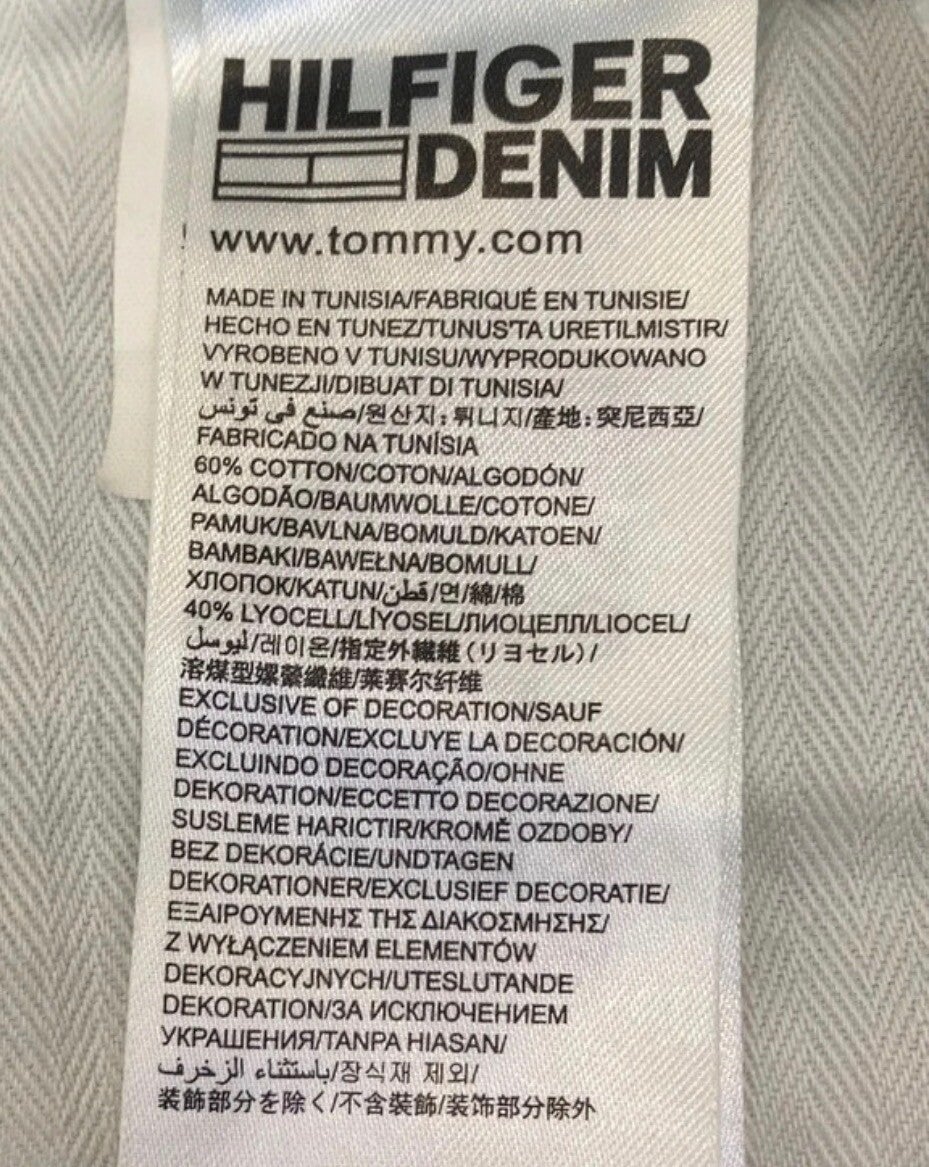 HILFIGER
DENIM
www.tommy.com
MADE IN TUNISIA/FABRIQUÉ EN TUNISIE/
HECHO EN TUNEZ/TUNUS'TA URETILMISTIR/
VYROBENO V TUNISU/WYPRODUKOWANO
W TUNEZJI/DIBUAT DI TUNISIA/
صنع في تونس/원산지:튀니지/產地: 突尼西亞/
FABRICADO NA TUNÍSIA
60% COTTON/COTON/ALGODÓN/
ALGODÃO/BAUMWOLLE/COTONE/
PAMUK/BAVLNA/BOMULD/KATOEN/
BAMBAKI/BAWEŁNA/BOMULL/
ХЛОПОК/KATUN/قطن/면/綿/棉
40% LYOCELL/LİYOSEL/ЛИОЦЕЛЛ/LIOCEL/
ليوسل/레이온/指定外繊維 (リヨセル)/
溶煤型嫘縈纖維/莱赛尔纤维
EXCLUSIVE OF DECORATION/SAUF
DÉCORATION/EXCLUYE LA DECORACIÓN/
EXCLUINDO DECORAÇÃO/OHNE
DEKORATION/ECCETTO DECORAZIONE/
SUSLEME HARICTIR/KROMĚ OZDOBY/
BEZ DEKORÁCIE/UNDTAGEN
DEKORATIONER/EXCLUSIEF DECORATIE/
ΕΞΑΙΡΟΥΜΕΝΗΣ ΤΗΣ ΔΙΑΚΟΣΜΗΣΗΣ/
Z WYŁĄCZENIEM ELEMENTÓW
DEKORACYJNYCH/UTESLUTANDE
DEKORATION/ЗА ИСКЛЮЧЕНИЕМ
УКРАШЕНИЯ/TANPA HIASAN/
باستثناء الزخرف/장식재 제외/
装飾部分を除く/不含裝飾/装饰部分除外